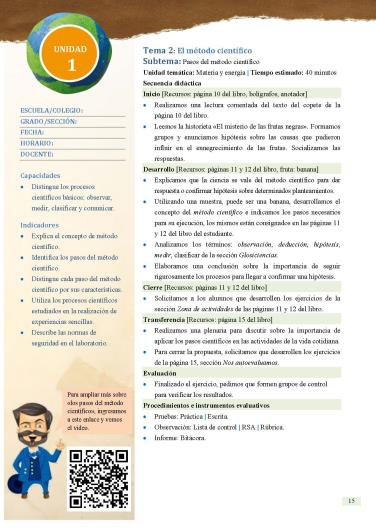 UNIDAD
1
ESCUELA/COLEGIO:
GRADO/SECCIÓN:
FECHA:
HORARIO:
DOCENTE:
Capacidades
• Distingue los procesos
científicos básicos: observar,
medir, clasificar y comunicar.
Indicadores
• Explica el concepto de método
científico.
• Identifica los pasos del método
científico.
• Distingue cada paso del método
científico por sus características.
• Utiliza los procesos científicos
estudiados en la realización de
experiencias sencillas.
• Describe las normas de
seguridad en el laboratorio.
Para ampliar más sobre
«los pasos del método
científico», ingresamos
a este enlace y vemos
el video.
Tema 2: El método científico
Subtema: Pasos del método científico
Unidad temática: Materia y energía | Tiempo estimado: 40 minutos
Secuencia didáctica
Inicio [Recursos: página 10 del libro, bolígrafos, anotador]
• Realizamos una lectura comentada del texto del copete de la
página 10 del libro.
• Leemos la historieta «El misterio de las frutas negras». Formamos
grupos y enunciamos hipótesis sobre las causas que pudieron
influir en el ennegrecimiento de las frutas. Socializamos las
respuestas.
Desarrollo [Recursos: páginas 11 y 12 del libro, fruta: banana]
• Explicamos que la ciencia se vale del método científico para dar
respuesta o confirmar hipótesis sobre determinados planteamientos.
• Utilizando una muestra, puede ser una banana, desarrollamos el
concepto del método científico e indicamos los pasos necesarios
para su ejecución, los mismos están consignados en las páginas 11
y 12 del libro del estudiante.
• Analizamos los términos: observación, deducción, hipótesis,
medir, clasificar de la sección Glosiciencias.
• Elaboramos una conclusión sobre la importancia de seguir
rigurosamente los procesos para llegar a confirmar una hipótesis.
Cierre [Recursos: páginas 11 y 12 del libro]
• Solicitamos a los alumnos que desarrollen los ejercicios de la
sección Zona de actividades de las páginas 11 y 12 del libro.
Transferencia [Recursos: página 15 del libro]
• Realizamos una plenaria para discutir sobre la importancia de
aplicar los pasos científicos en las actividades de la vida cotidiana.
• Para cerrar la propuesta, solicitamos que desarrollen los ejercicios
de la página 15, sección Nos autoevaluamos.
Evaluación
• Finalizado el ejercicio, pedimos que formen grupos de control
para verificar los resultados.
Procedimientos e instrumentos evaluativos
• Pruebas: Práctica | Escrita.
• Observación: Lista de control | RSA | Rúbrica.
• Informe: Bitácora.
15